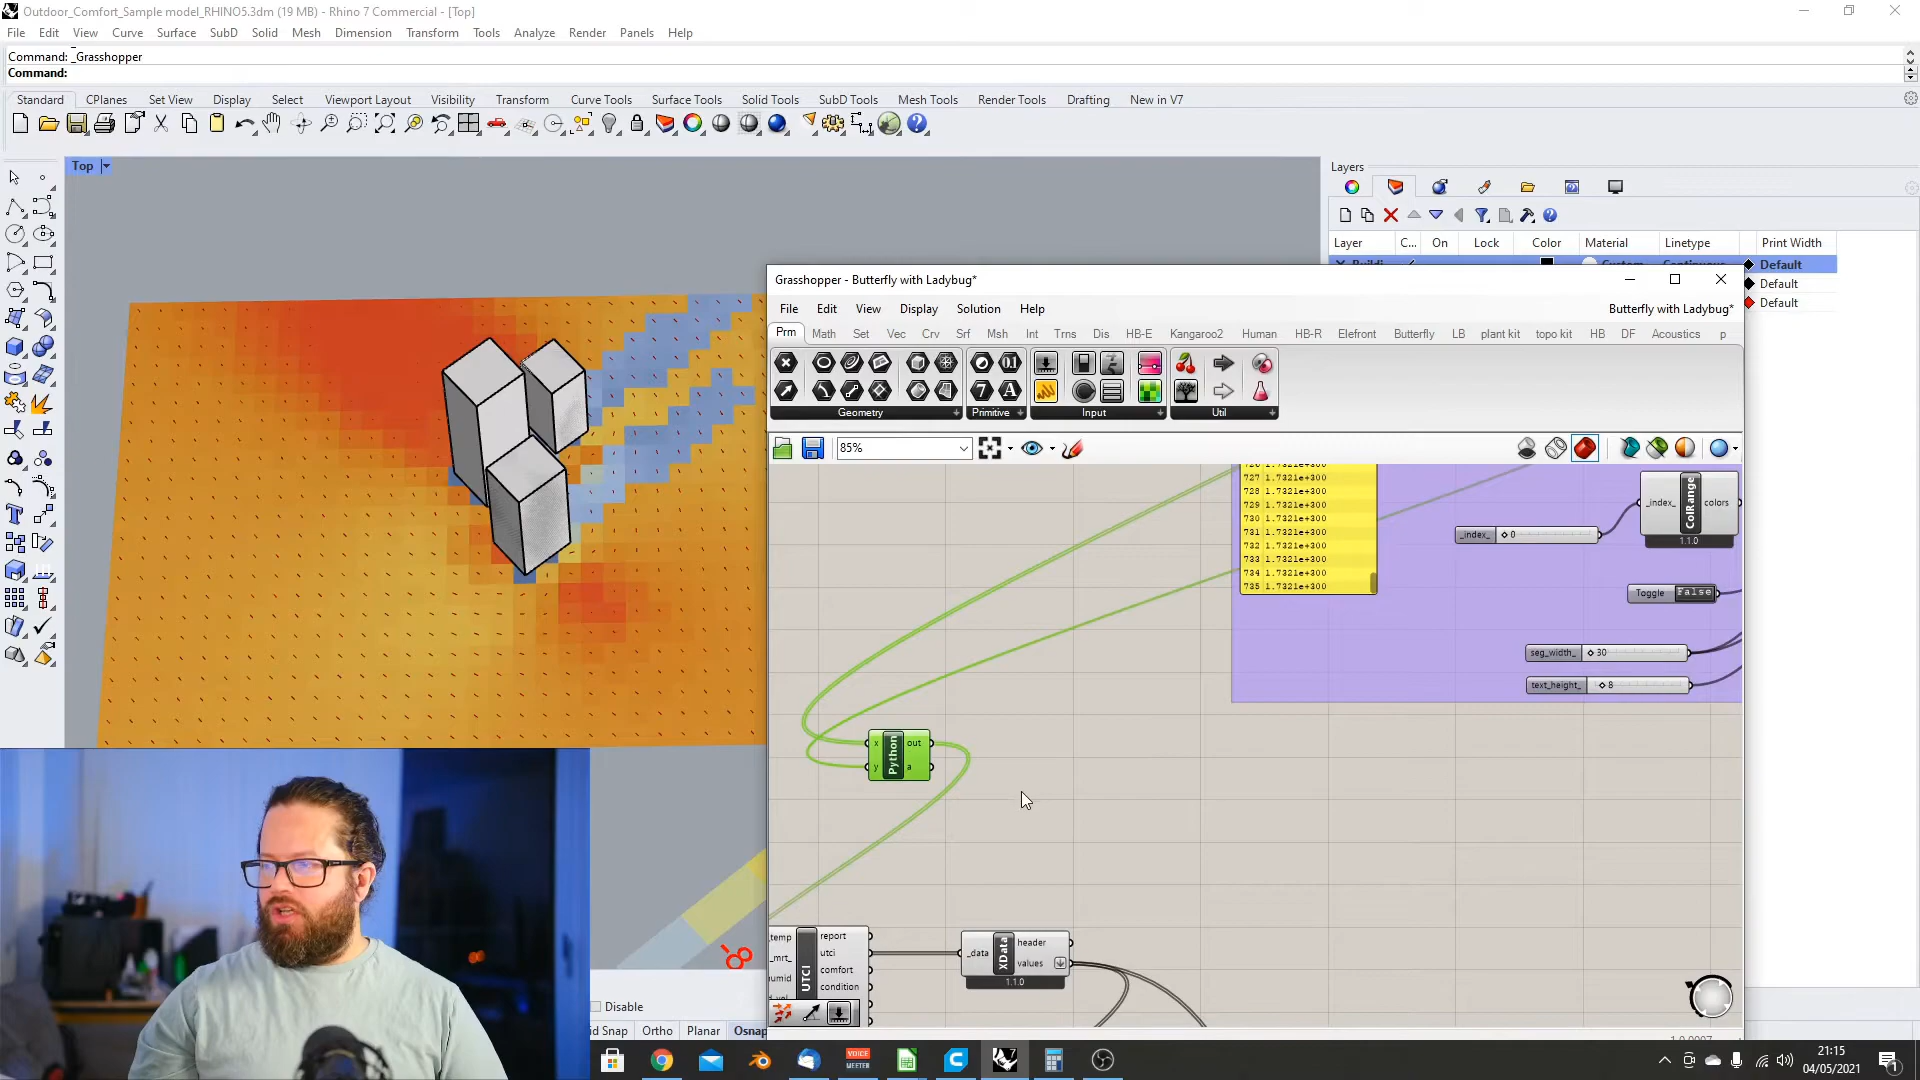 Outdoor_Comfort_Sample model_RHINO5.3dm (19 MB) - Rhino 7 Commercial - [Top]
File Edit View Curve Surface SubD Solid Mesh Dimension Transform Tools Analyze Render Panels Help
Command: _Grasshopper
Command:
Standard CPlanes Set View Display Select Viewport Layout Visibility Transform Curve Tools Surface Tools Solid Tools SubD Tools Mesh Tools Render Tools Drafting New in V7
Top
Layers
Layer C... On Lock Color Material Linetype Print Width
Default
Default
Default
Grasshopper - Butterfly with Ladybug*
File Edit View Display Solution Help
Butterfly with Ladybug*
Prm Math Set Vec Crv Srf Msh Int Trns Dis HB-E Kangaroo2 Human HB-R Elefront Butterfly LB plant kit topo kit HB DF Acoustics p
Geometry Primitive Input Util
85%
727 1.7321e+300
728 1.7321e+300
729 1.7321e+300
730 1.7321e+300
731 1.7321e+300
732 1.7321e+300
733 1.7321e+300
734 1.7321e+300
735 1.7321e+300
_index_ 0
_index_ ColRange colors
1.1.0
Toggle False
seg_width_ 30
text_height_ 8
x Python out
y a
_temp report
_mrt_ utci
comfort
condition
UTCI
_data XData header
values
1.1.0
Disable
Ortho Planar
21:15
04/05/2021